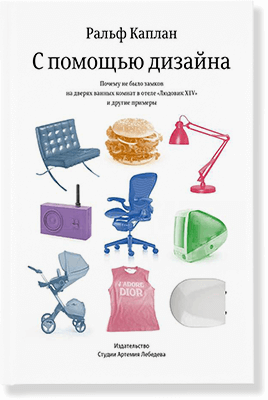 Ральф Каплан
С помощью дизайна
Почему не было замков
на дверях ванных комнат в отеле «Людовик XIV»
и другие примеры
J'ADORE
DIOR
Издательство
Студии Артемия Лебедева